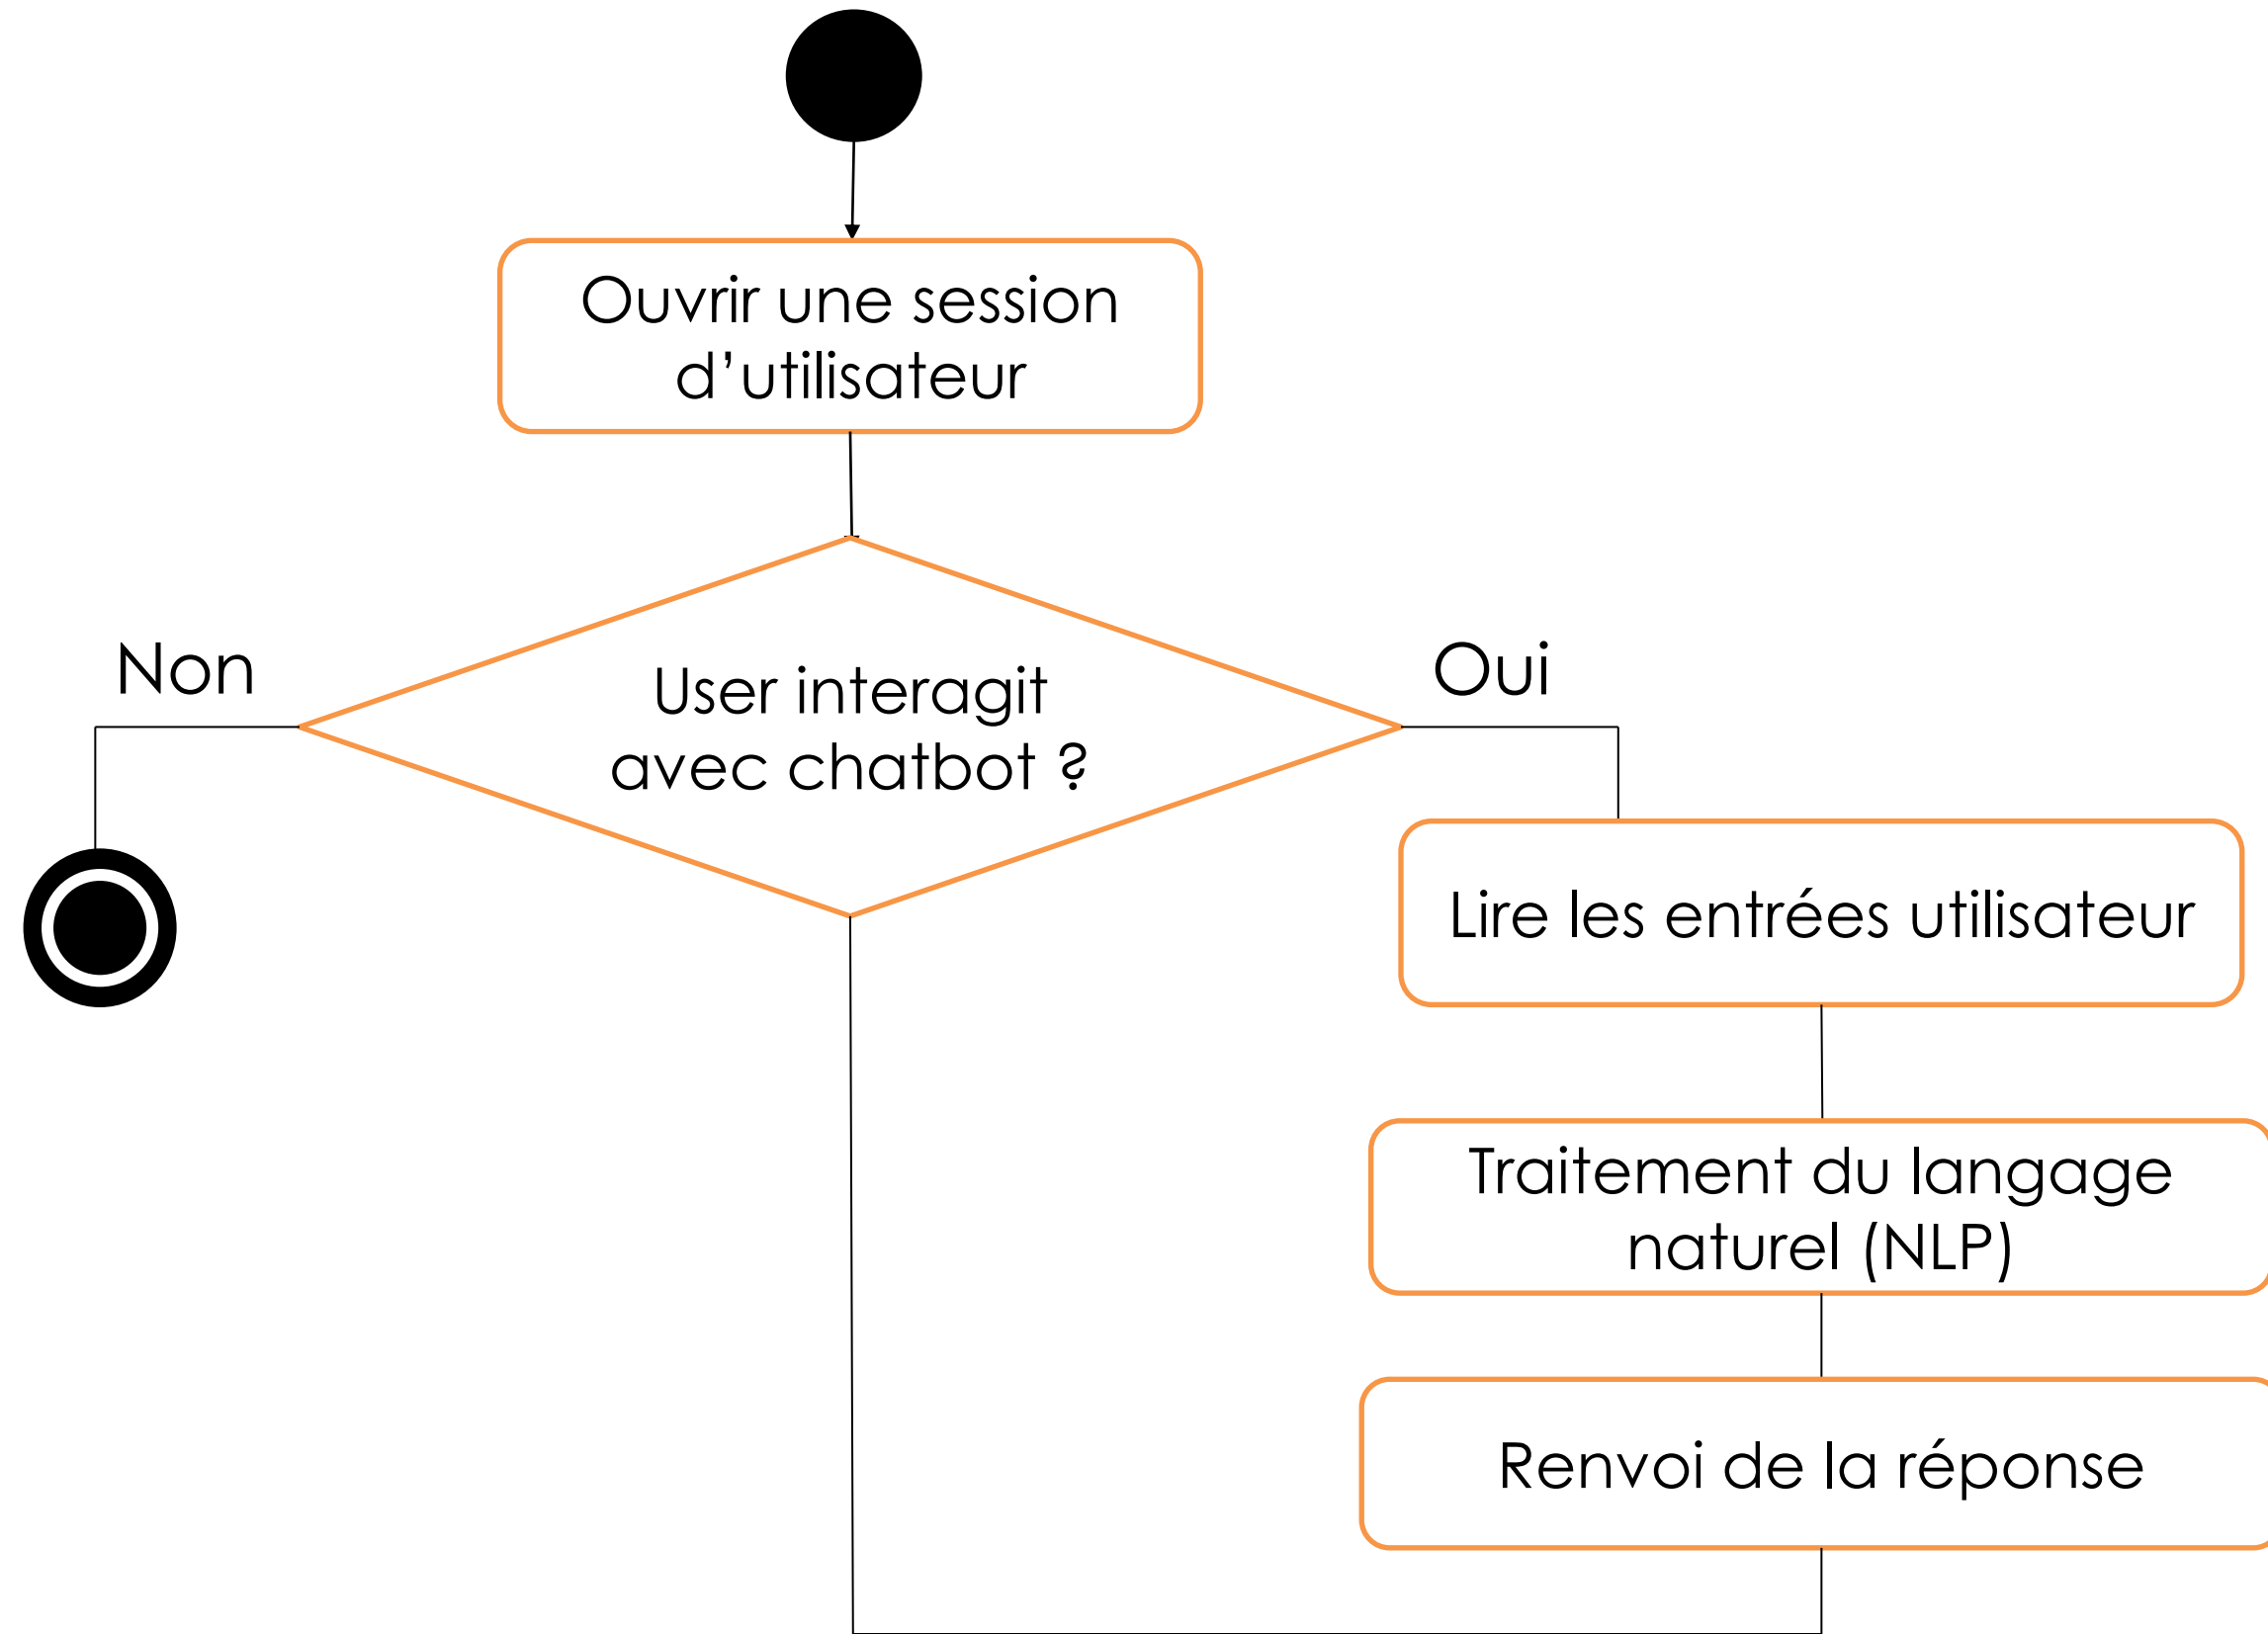 Ouvrir une session
d'utilisateur
Non
User interagit
avec chatbot ?
Oui
Lire les entrées utilisateur
Traitement du langage
naturel (NLP)
Renvoi de la réponse